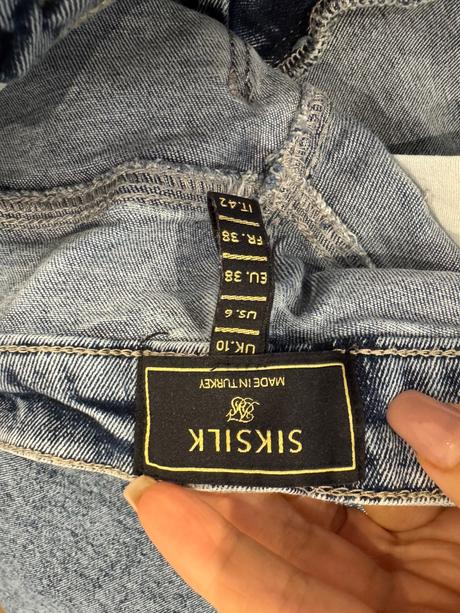 SIKSILK
MADE IN TURKEY
UK.10
US.6
EU.38
FR.38
IT.42